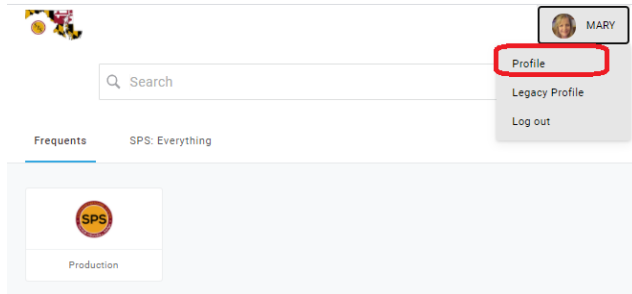 MARY
Profile
Search
Legacy Profile
Log out
Frequents SPS: Everything
SPS
Production